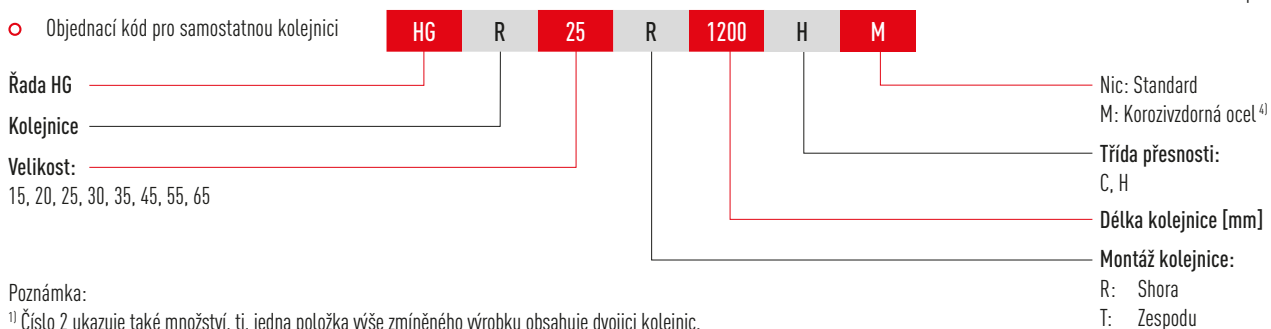 Objednací kód pro samostatnou kolejnici
HG R 25 R 1200 H M
Řada HG
Kolejnice
Velikost:
15, 20, 25, 30, 35, 45, 55, 65
Nic: Standard
M: Korozivzdorná ocel 4)
Třída přesnosti:
C, H
Délka kolejnice [mm]
Montáž kolejnice:
R: Shora
T: Zespodu
Poznámka:
1) Číslo 2 ukazuje také množství, tj. jedna položka výše zmíněného výrobku obsahuje dvojici kolejnic.